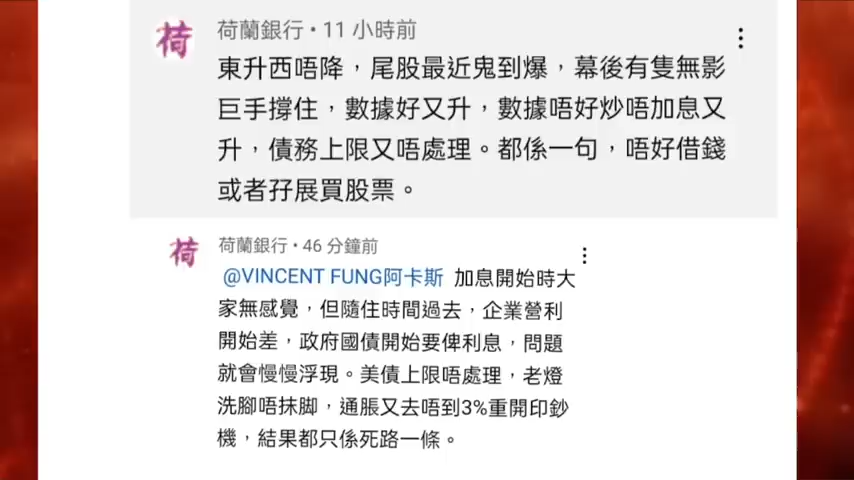 荷
荷蘭銀行 • 11 小時前
東升西唔降，尾股最近鬼到爆，幕後有隻無影
巨手撐住，數據好又升，數據唔好炒唔加息又
升，債務上限又唔處理。都係一句，唔好借錢
或者孖展買股票。
荷
荷蘭銀行 • 46 分鐘前
@VINCENT FUNG阿卡斯 加息開始時大
家無感覺，但隨住時間過去，企業營利
開始差，政府國債開始要俾利息，問題
就會慢慢浮現。美債上限唔處理，老燈
洗腳唔抹脚，通脹又去唔到3%重開印鈔
機，結果都只係死路一條。